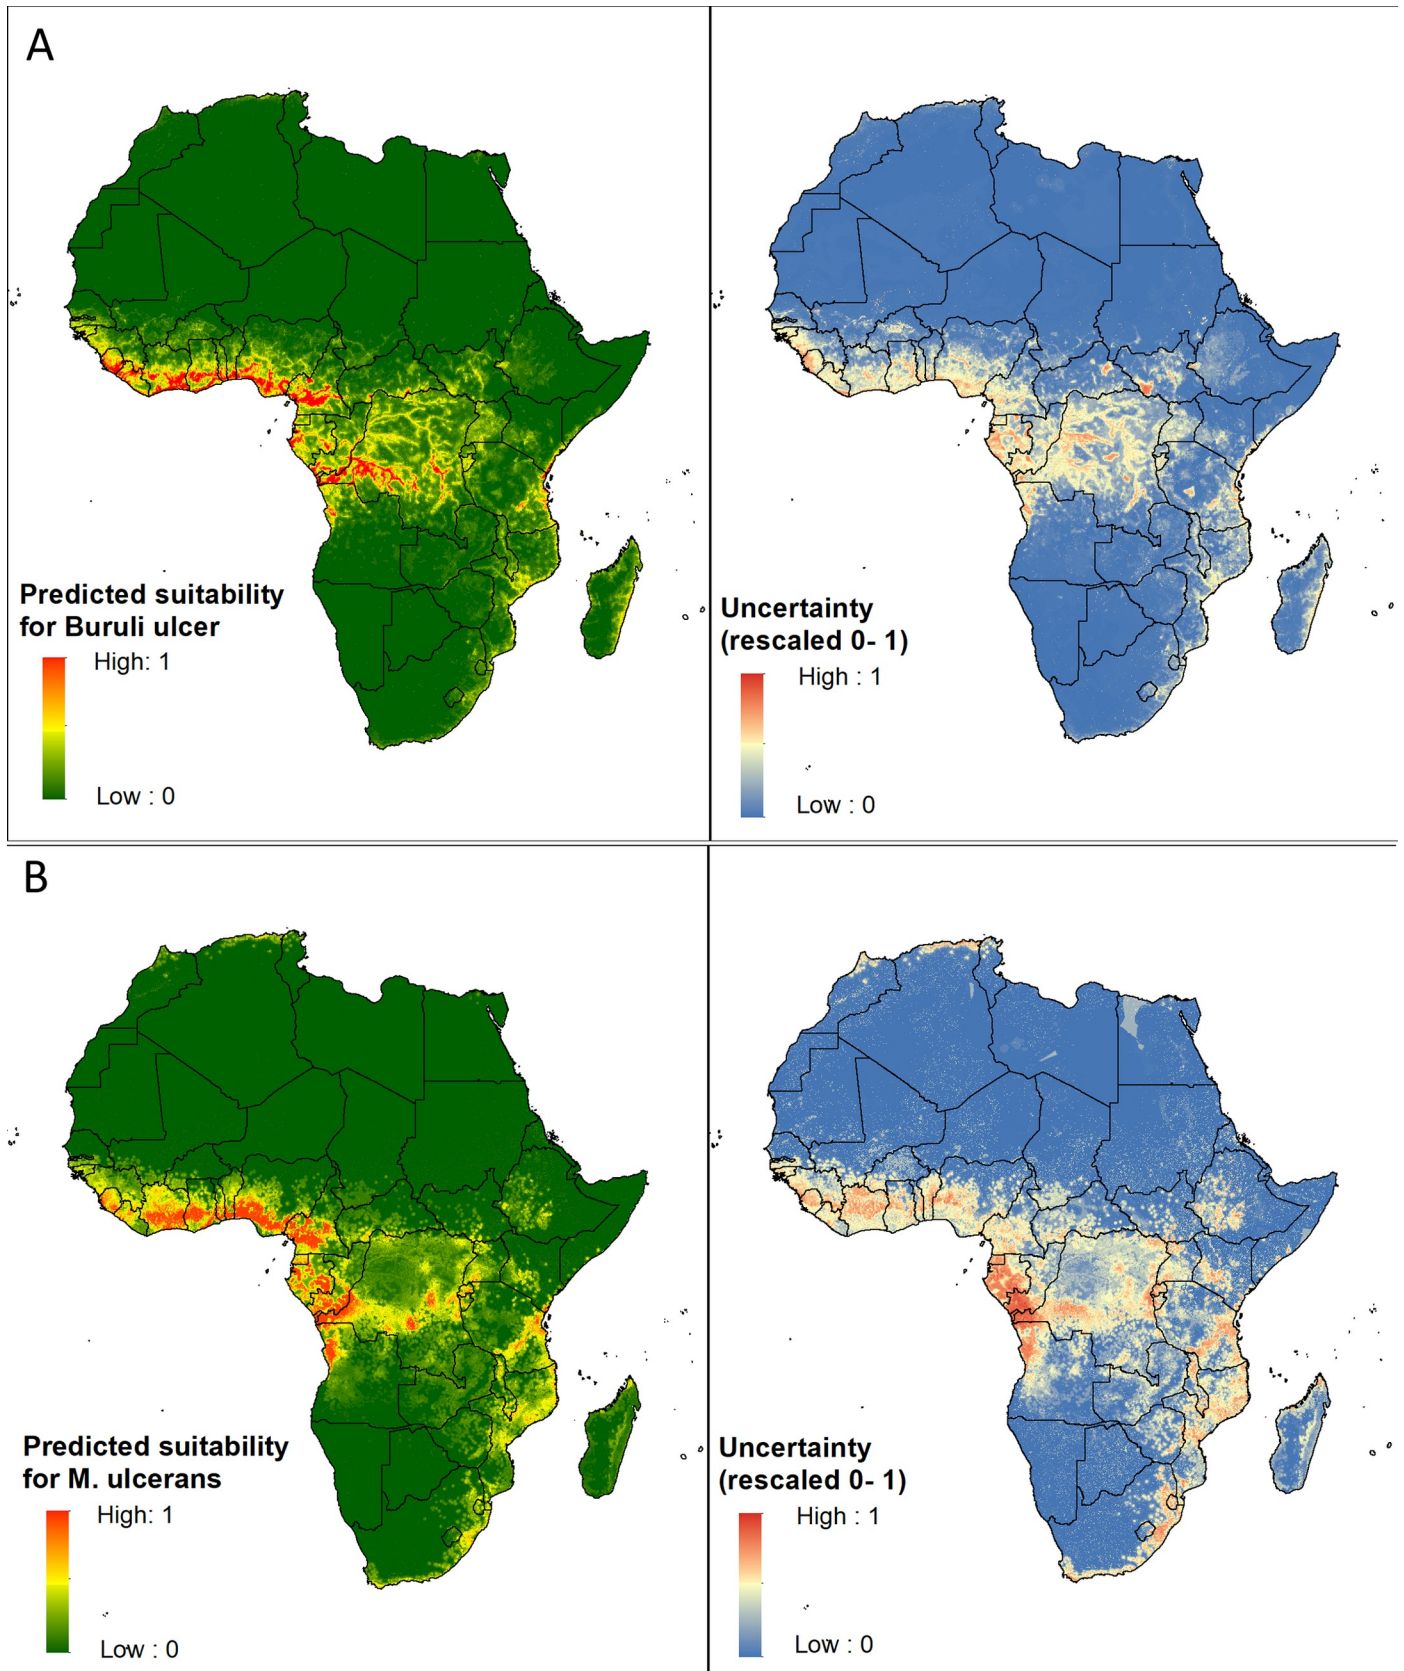 A
Predicted suitability
for Buruli ulcer
High: 1
Low : 0
Uncertainty
(rescaled 0- 1)
High : 1
Low : 0
B
Predicted suitability
for M. ulcerans
High: 1
Low : 0
Uncertainty
(rescaled 0- 1)
High : 1
Low : 0